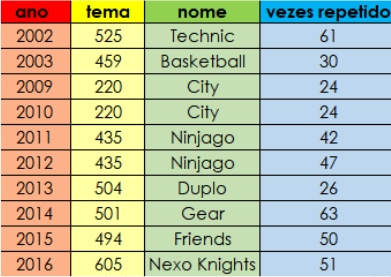 ano tema nome vezes repetido
2002 525 Technic 61
2003 459 Basketball 30
2009 220 City 24
2010 220 City 24
2011 435 Ninjago 42
2012 435 Ninjago 47
2013 504 Duplo 26
2014 501 Gear 63
2015 494 Friends 50
2016 605 Nexo Knights 51